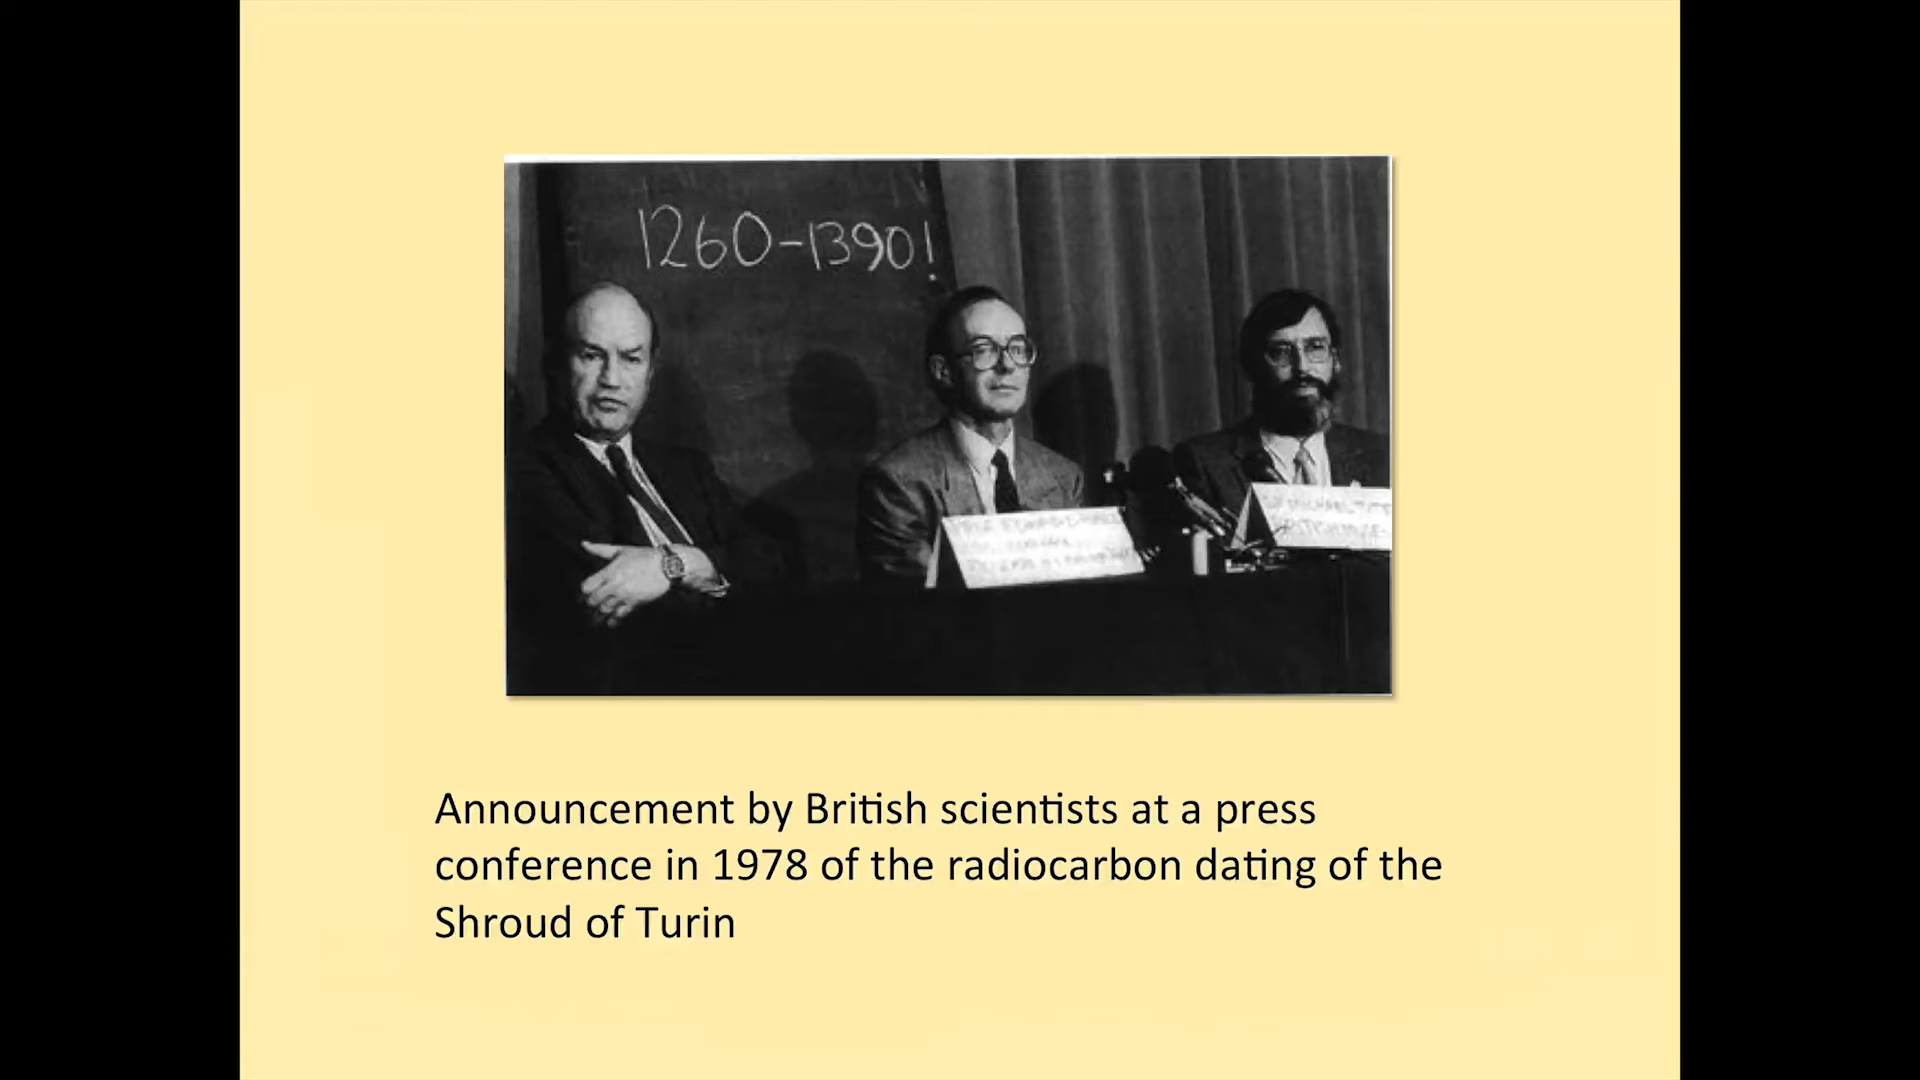 1260-1390!
Announcement by British scientists at a press
conference in 1978 of the radiocarbon dating of the
Shroud of Turin